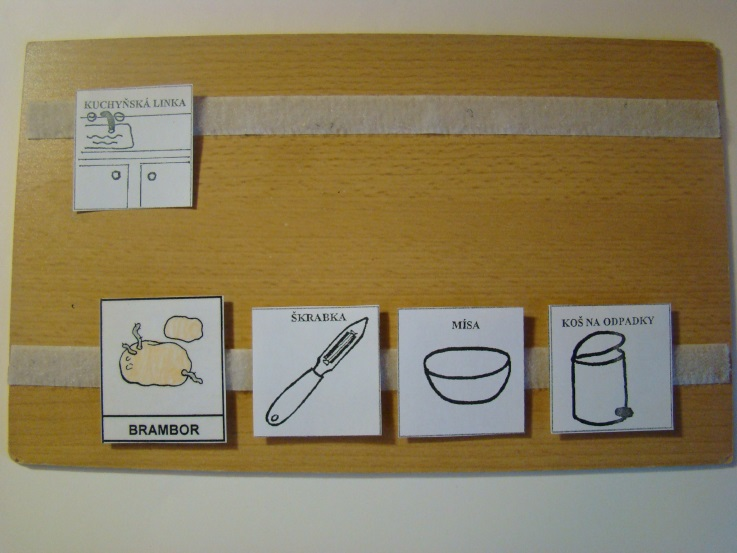 KUCHYŇSKÁ LINKA
ŠKRABKA
MÍSA
KOŠ NA ODPADKY
BRAMBOR